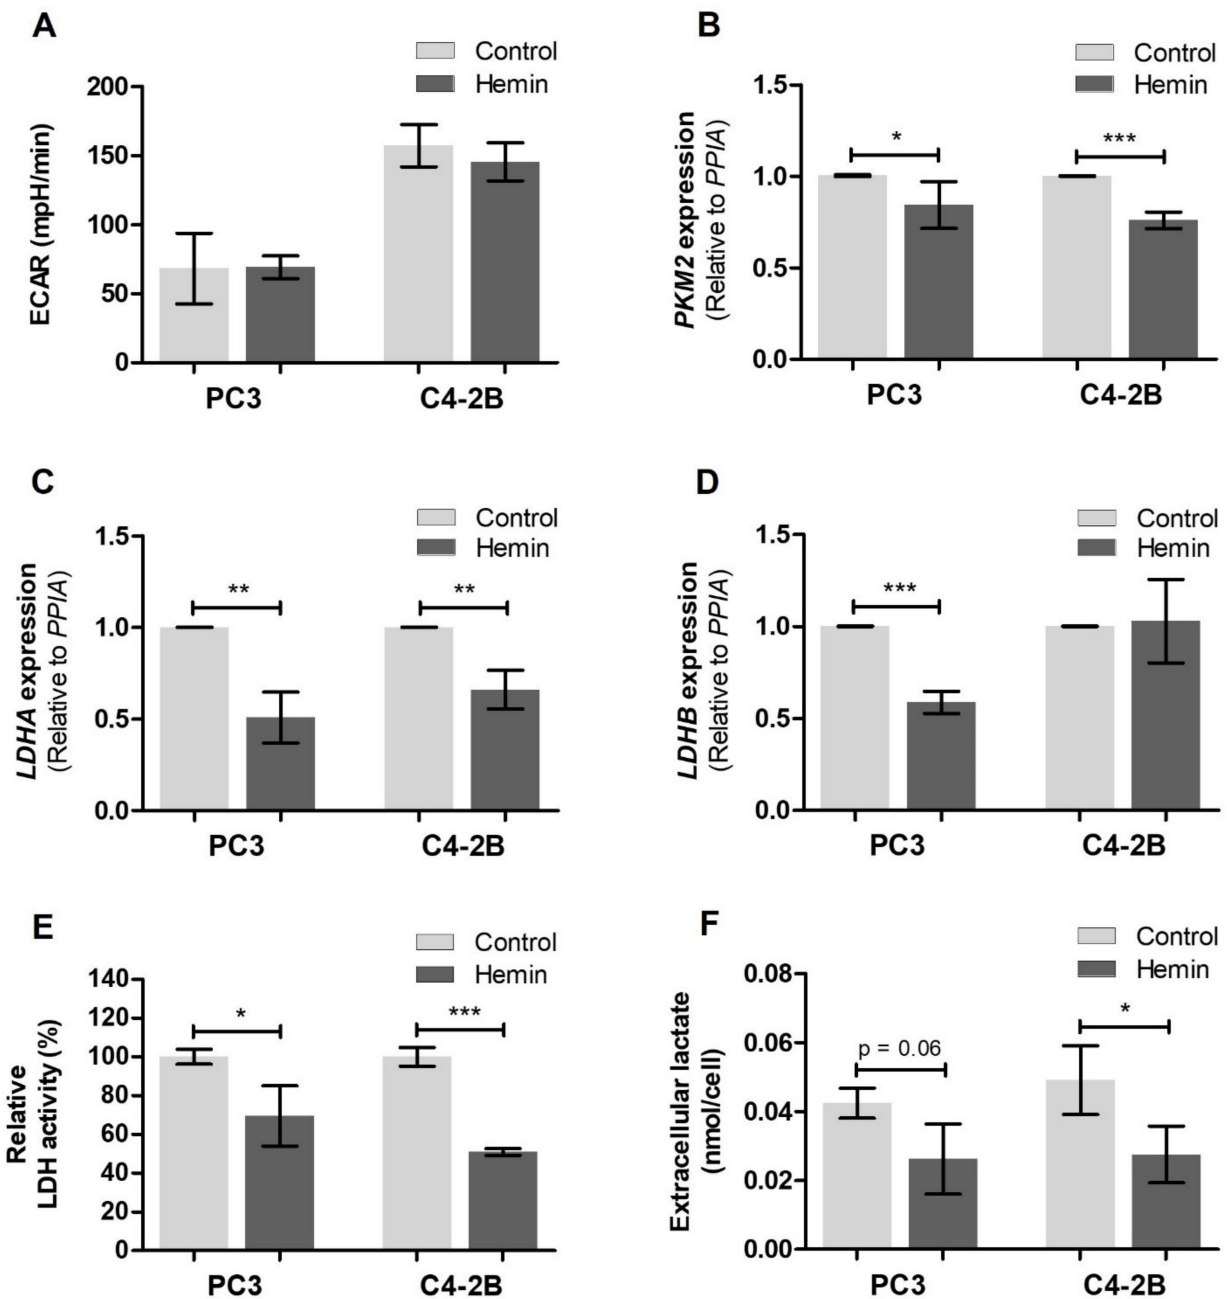 A
Control
Hemin
200
150
100
50
0
ECAR (mpH/min)
PC3
C4-2B
B
Control
Hemin
1.5
1.0
0.5
0.0
PKM2 expression
(Relative to PPIA)
*
***
PC3
C4-2B
C
Control
Hemin
1.5
1.0
0.5
0.0
LDHA expression
(Relative to PPIA)
**
**
PC3
C4-2B
D
Control
Hemin
1.5
1.0
0.5
0.0
LDHB expression
(Relative to PPIA)
***
PC3
C4-2B
E
Control
Hemin
140
120
100
80
60
40
20
0
Relative
LDH activity (%)
*
***
PC3
C4-2B
F
Control
Hemin
0.08
0.06
0.04
0.02
0.00
Extracellular lactate
(nmol/cell)
p = 0.06
*
PC3
C4-2B